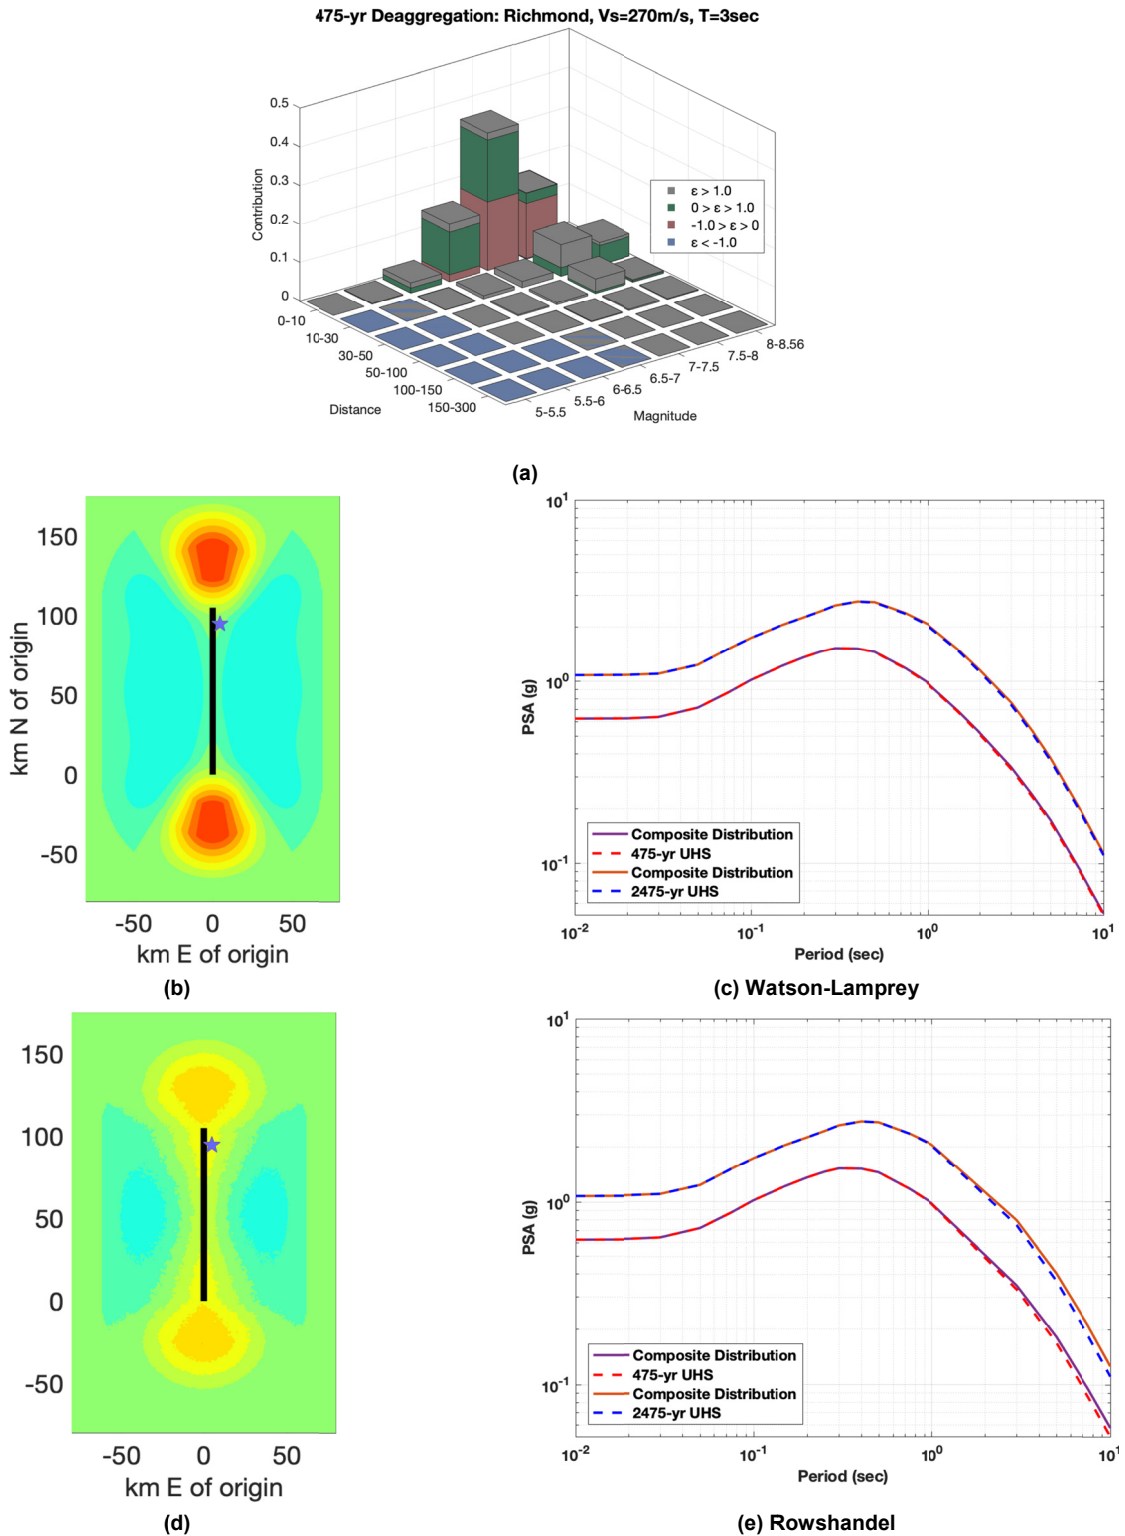 475-yr Deaggregation: Richmond, Vs=270m/s, T=3sec
0.5
0.4
0.3
0.2
0.1
0
Contribution
ε > 1.0
0 > ε > 1.0
-1.0 > ε > 0
ε < -1.0
0-10
10-30
30-50
50-100
100-150
150-300
Distance
8-8.56
7.5-8
7-7.5
6.5-7
6-6.5
5.5-6
5-5.5
Magnitude
(a)
150
100
50
0
-50
km N of origin
-50 0 50
km E of origin
(b)
10^1
10^0
10^-1
PSA (g)
Composite Distribution
475-yr UHS
Composite Distribution
2475-yr UHS
10^-2 10^-1 10^0 10^1
Period (sec)
(c) Watson-Lamprey
150
100
50
0
-50
-50 0 50
km E of origin
(d)
10^1
10^0
10^-1
PSA (g)
Composite Distribution
475-yr UHS
Composite Distribution
2475-yr UHS
10^-2 10^-1 10^0 10^1
Period (sec)
(e) Rowshandel